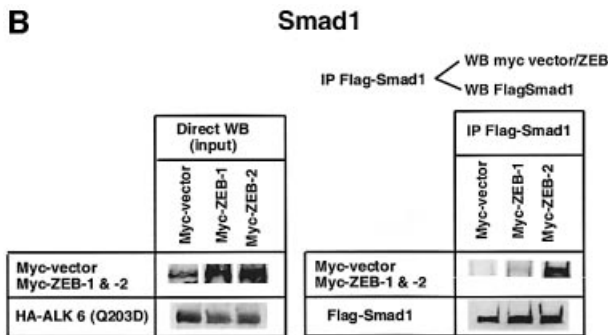 B
Smad1
IP Flag-Smad1
WB myc vector/ZEB
WB FlagSmad1
Direct WB
(input)
Myc-vector
Myc-ZEB-1
Myc-ZEB-2
Myc-vector
Myc-ZEB-1 & -2
HA-ALK 6 (Q203D)
IP Flag-Smad1
Myc-vector
Myc-ZEB-1
Myc-ZEB-2
Myc-vector
Myc-ZEB-1 & -2
Flag-Smad1